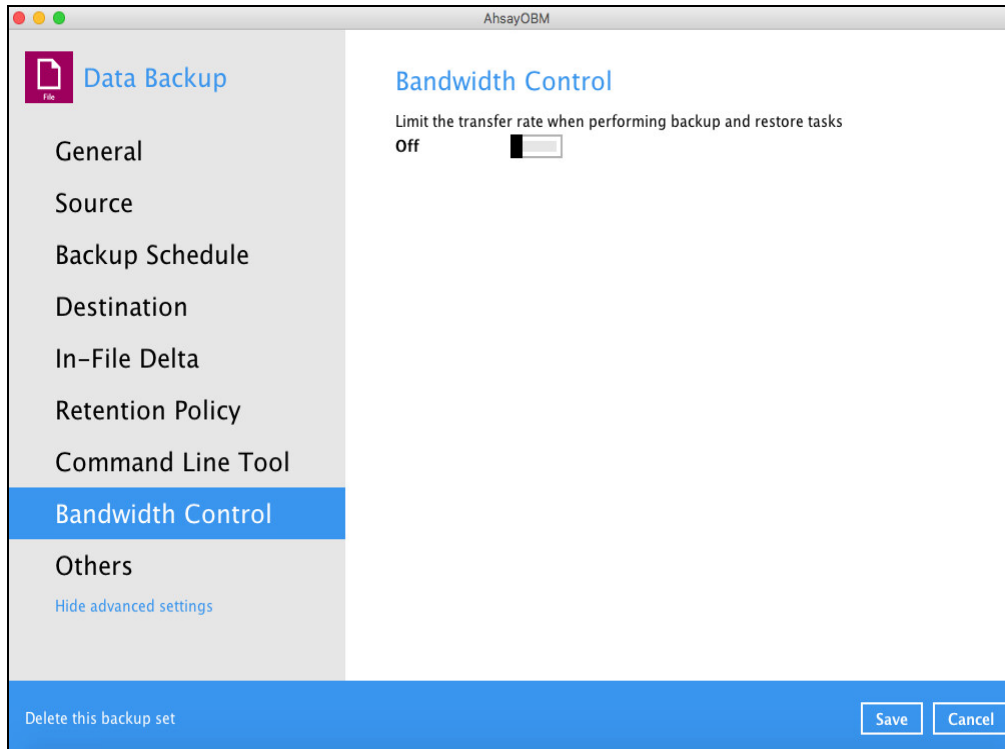 AhsayOBM
File
Data Backup
General
Source
Backup Schedule
Destination
In-File Delta
Retention Policy
Command Line Tool
Bandwidth Control
Others
Hide advanced settings
Bandwidth Control
Limit the transfer rate when performing backup and restore tasks
Off
Delete this backup set
Save
Cancel